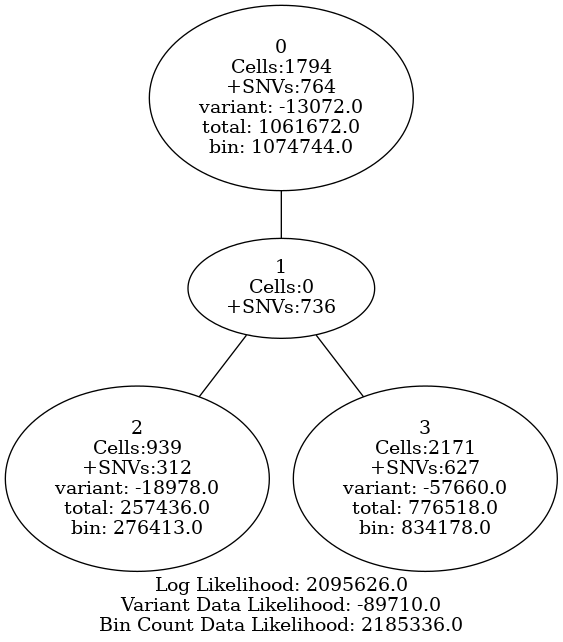 0
Cells:1794
+SNVs:764
variant: -13072.0
total: 1061672.0
bin: 1074744.0
1
Cells:0
+SNVs:736
2
Cells:939
+SNVs:312
variant: -18978.0
total: 257436.0
bin: 276413.0
3
Cells:2171
+SNVs:627
variant: -57660.0
total: 776518.0
bin: 834178.0
Log Likelihood: 2095626.0
Variant Data Likelihood: -89710.0
Bin Count Data Likelihood: 2185336.0